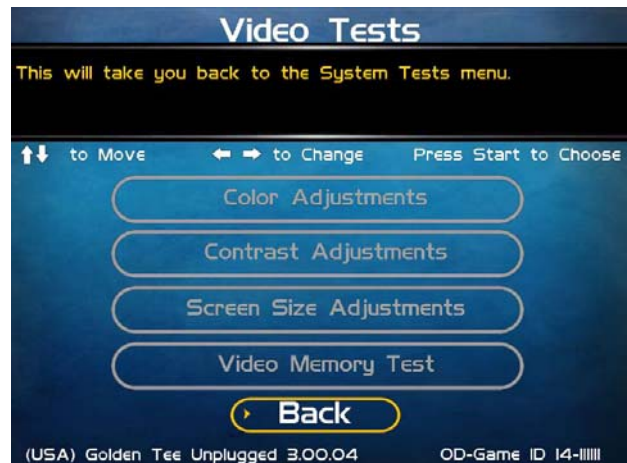 Video Tests
This will take you back to the System Tests menu.
to Move to Change Press Start to Choose
Color Adjustments
Contrast Adjustments
Screen Size Adjustments
Video Memory Test
Back
(USA) Golden Tee Unplugged 3.00.04 OD-Game ID 14-111111